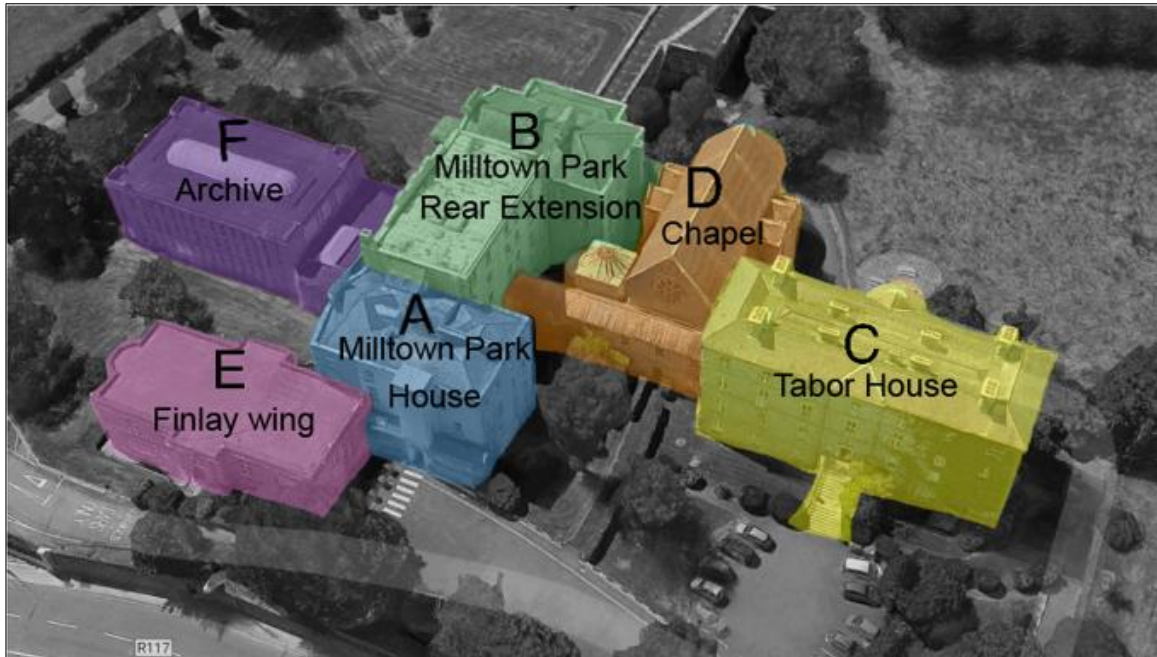 F
Archive
B
Milltown Park
Rear Extension
D
Chapel
A
Milltown Park
House
E
Finlay wing
C
Tabor House
R117